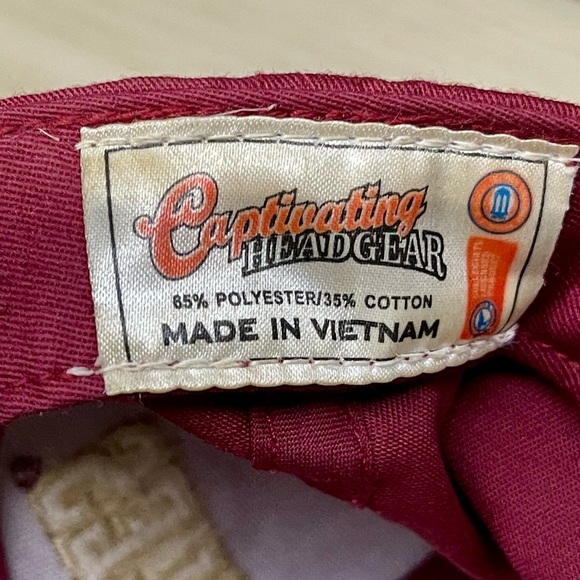 Captivating
HEADGEAR
65% POLYESTER/35% COTTON
MADE IN VIETNAM